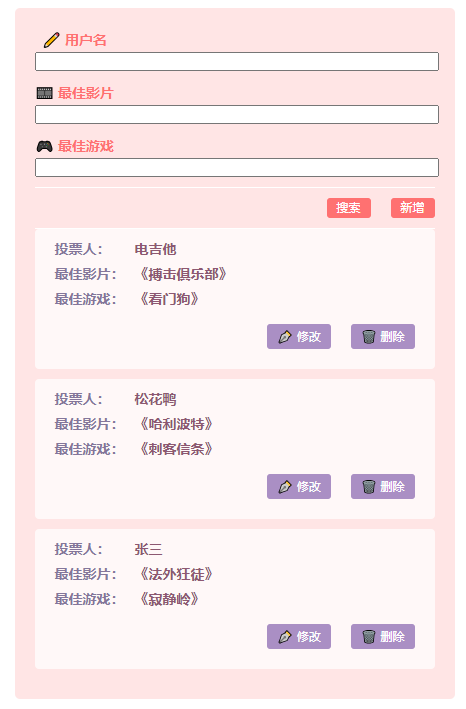 用户名
最佳影片
最佳游戏
搜索 新增
投票人： 电吉他
最佳影片： 《搏击俱乐部》
最佳游戏： 《看门狗》
修改 删除
投票人： 松花鸭
最佳影片： 《哈利波特》
最佳游戏： 《刺客信条》
修改 删除
投票人： 张三
最佳影片： 《法外狂徒》
最佳游戏： 《寂静岭》
修改 删除